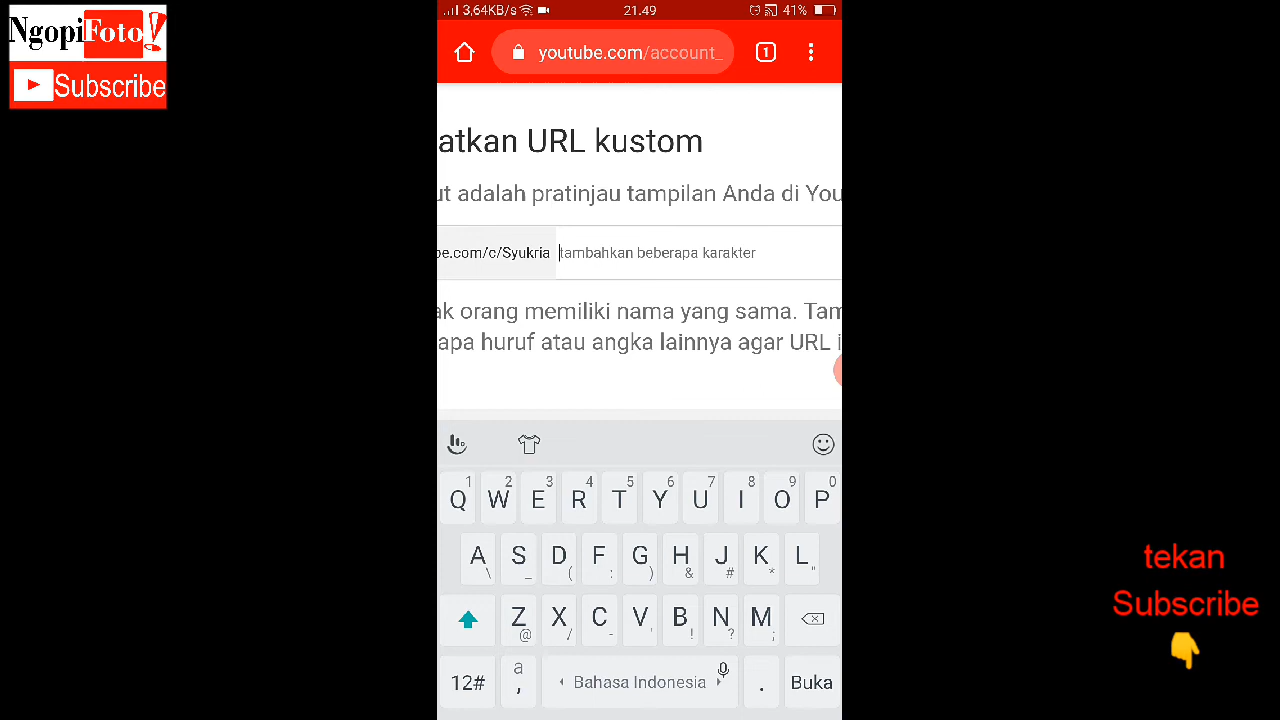 NgopiFoto!
Subscribe
3,64KB/s 21.49 41%
youtube.com/account_ 1
atkan URL kustom
ut adalah pratinjau tampilan Anda di You
be.com/c/Syukria tambahkan beberapa karakter
ak orang memiliki nama yang sama. Tam
apa huruf atau angka lainnya agar URL i
1 2 3 4 5 6 7 8 9 0
Q W E R T Y U I O P
A S D F G H J K L
\ _ ( : ) & # * "
Z X C V B N M
@ / - ' ! ? ;
12# a , Bahasa Indonesia . Buka
tekan
Subscribe